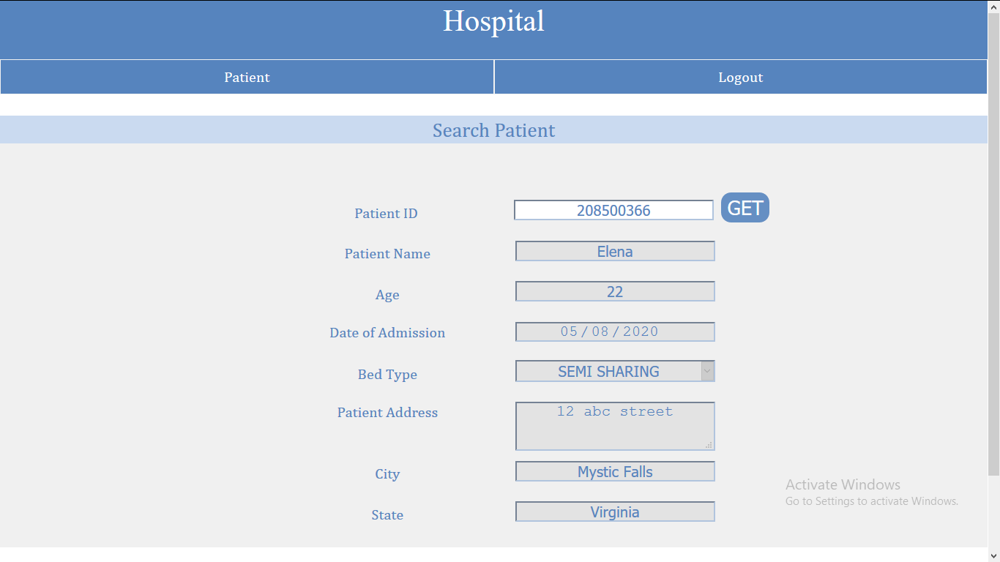 Hospital
Patient Logout
Search Patient
Patient ID 208500366 GET
Patient Name Elena
Age 22
Date of Admission 05/08/2020
Bed Type SEMI SHARING
Patient Address 12 abc street
City Mystic Falls
Activate Windows
Go to Settings to activate Windows.
State Virginia